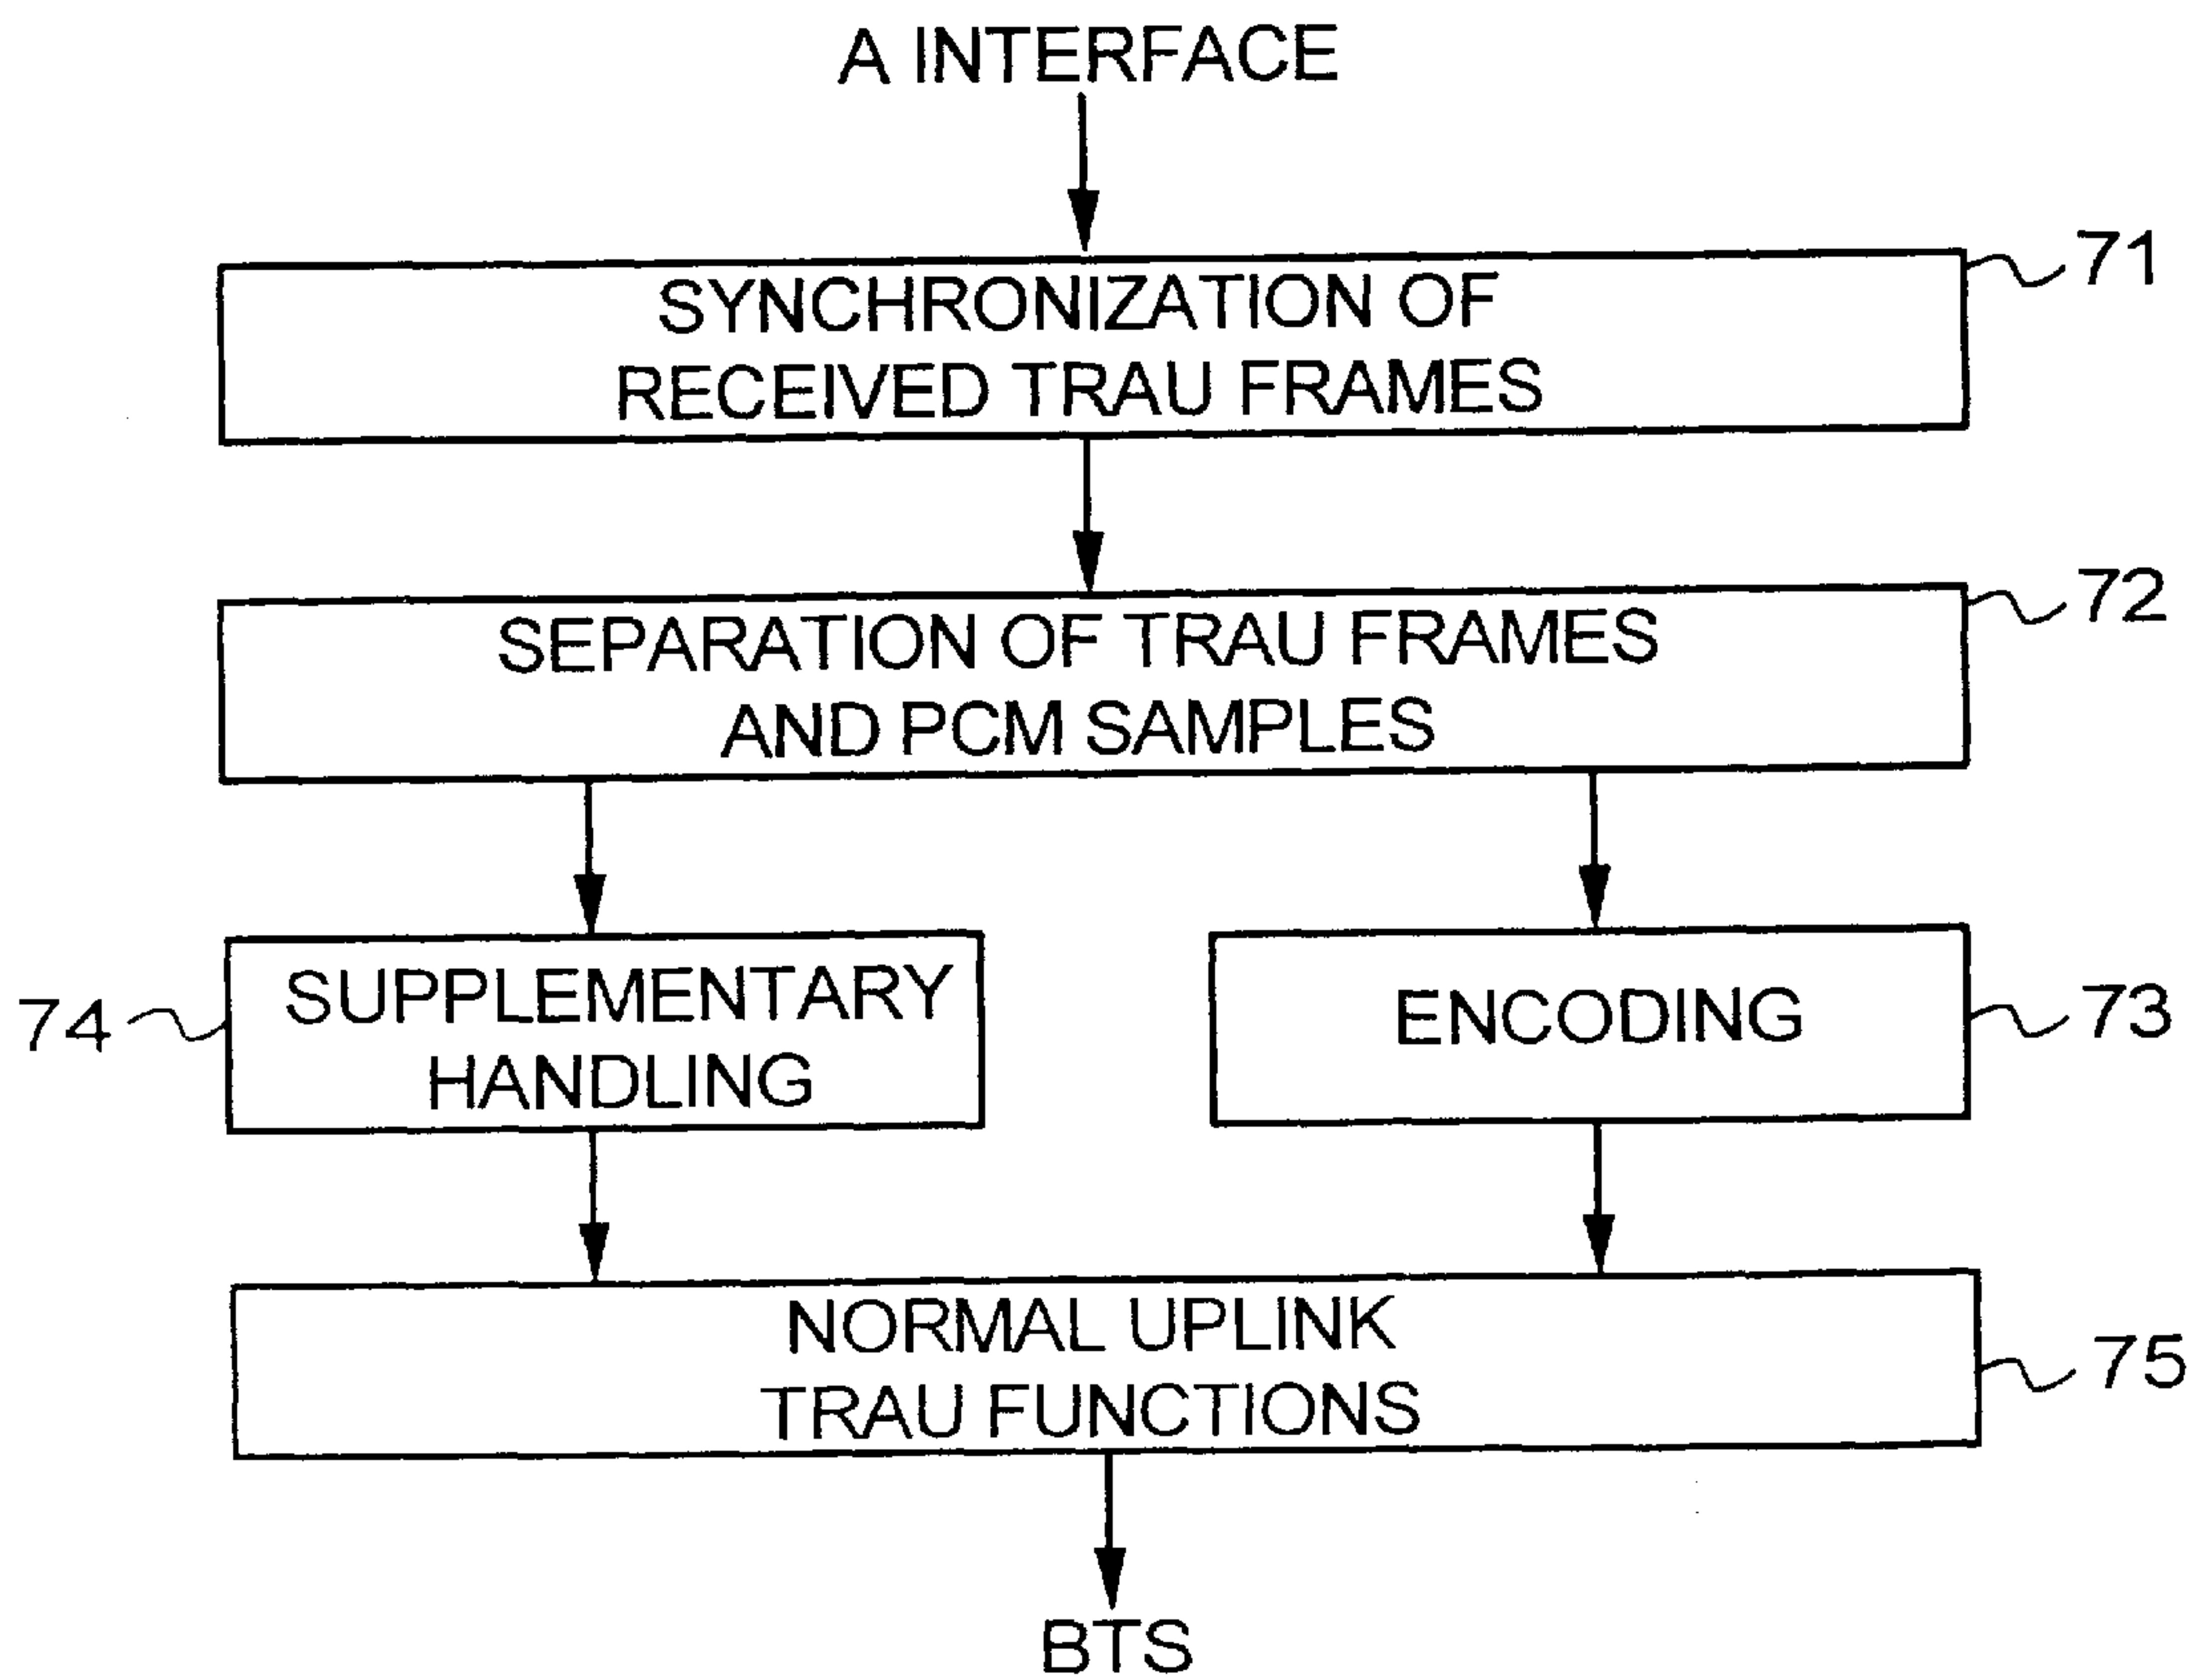 A INTERFACE
71
SYNCHRONIZATION OF
RECEIVED TRAU FRAMES
72
SEPARATION OF TRAU FRAMES
AND PCM SAMPLES
74
SUPPLEMENTARY
HANDLING
ENCODING
73
NORMAL UPLINK
TRAU FUNCTIONS
75
BTS